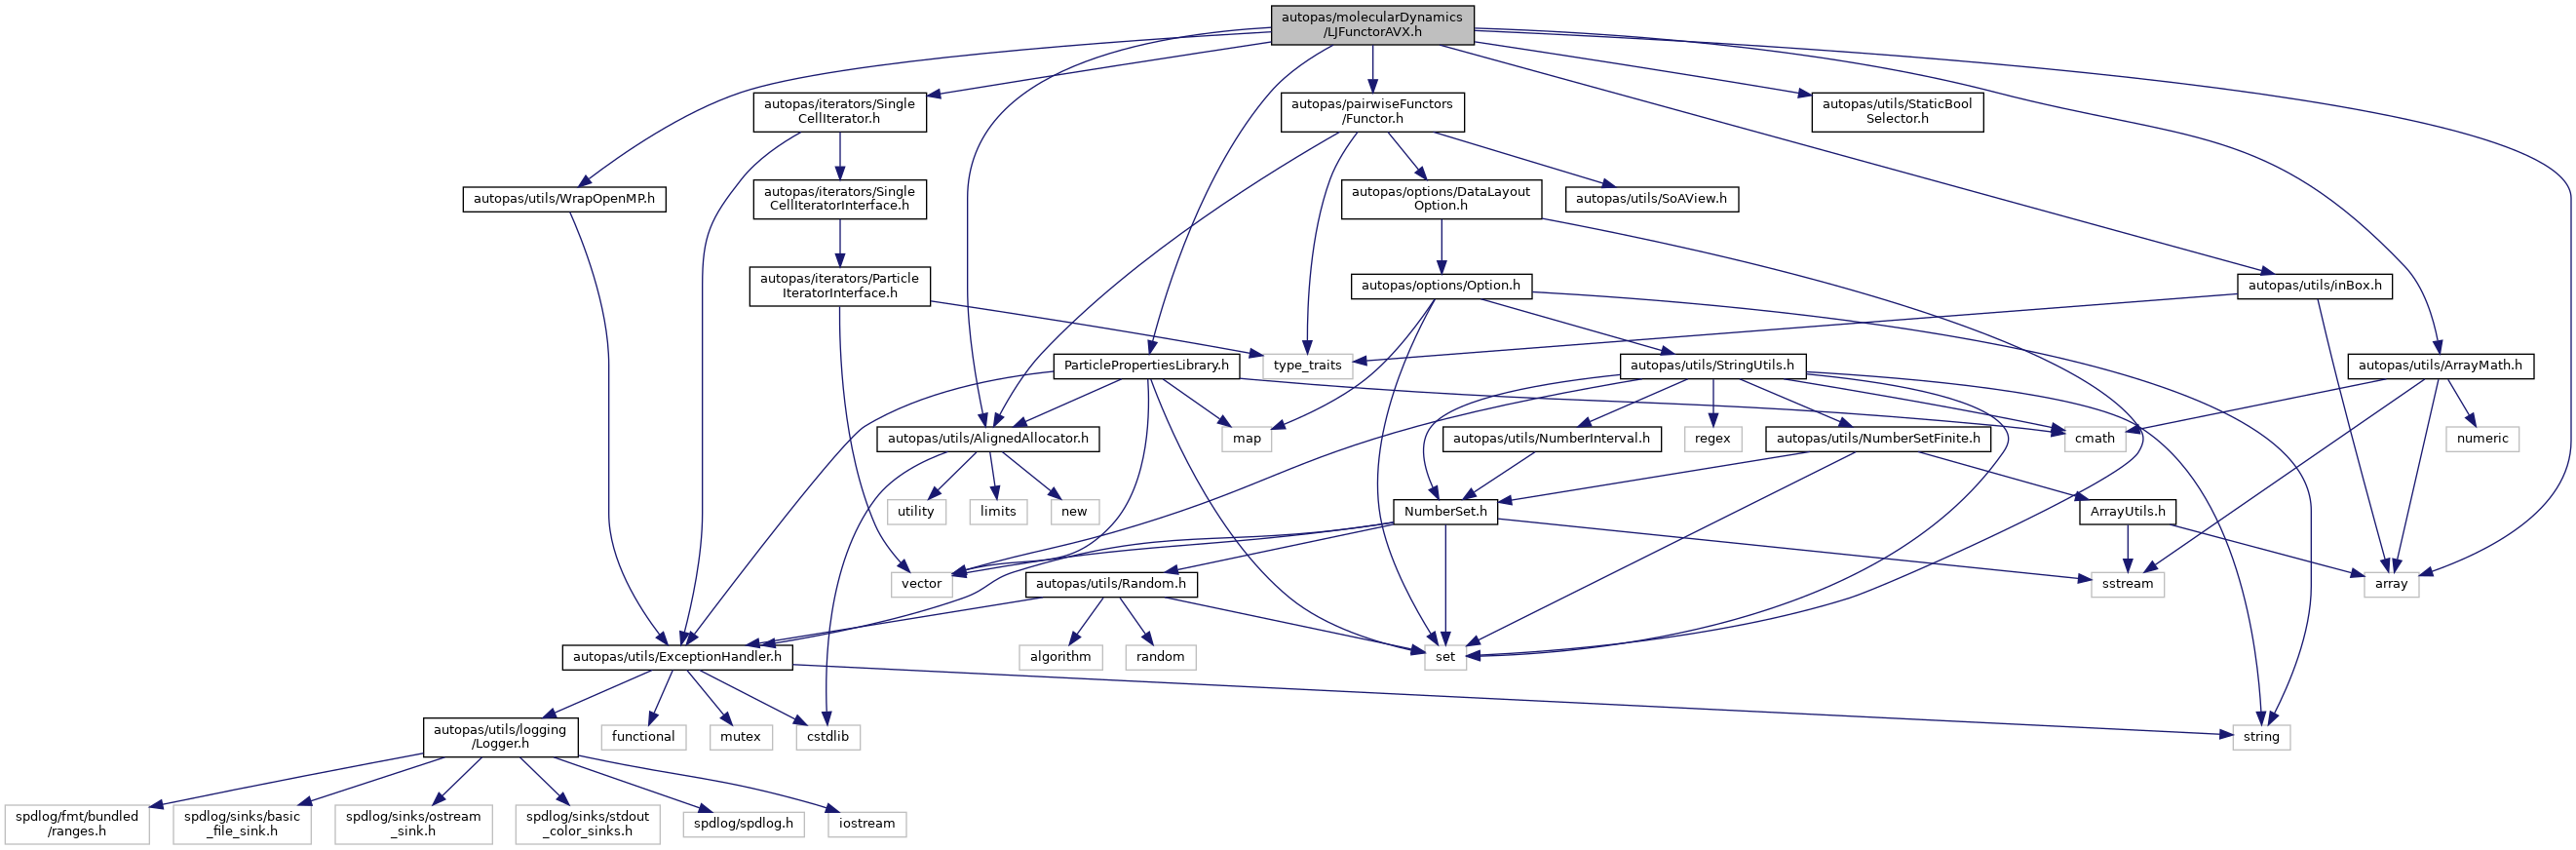 autopas/molecularDynamics
/LJFunctorAVX.h
autopas/iterators/Single
CellIterator.h
autopas/pairwiseFunctors
/Functor.h
autopas/utils/StaticBool
Selector.h
autopas/utils/WrapOpenMP.h
autopas/iterators/Single
CellIteratorInterface.h
autopas/options/DataLayout
Option.h
autopas/utils/SoAView.h
autopas/iterators/Particle
IteratorInterface.h
autopas/options/Option.h
autopas/utils/inBox.h
ParticlePropertiesLibrary.h
type_traits
autopas/utils/StringUtils.h
autopas/utils/ArrayMath.h
autopas/utils/AlignedAllocator.h
map
autopas/utils/NumberInterval.h
regex
autopas/utils/NumberSetFinite.h
cmath
numeric
utility
limits
new
NumberSet.h
ArrayUtils.h
vector
autopas/utils/Random.h
sstream
array
autopas/utils/ExceptionHandler.h
algorithm
random
set
autopas/utils/logging
/Logger.h
functional
mutex
cstdlib
string
spdlog/fmt/bundled
/ranges.h
spdlog/sinks/basic
_file_sink.h
spdlog/sinks/ostream
_sink.h
spdlog/sinks/stdout
_color_sinks.h
spdlog/spdlog.h
iostream